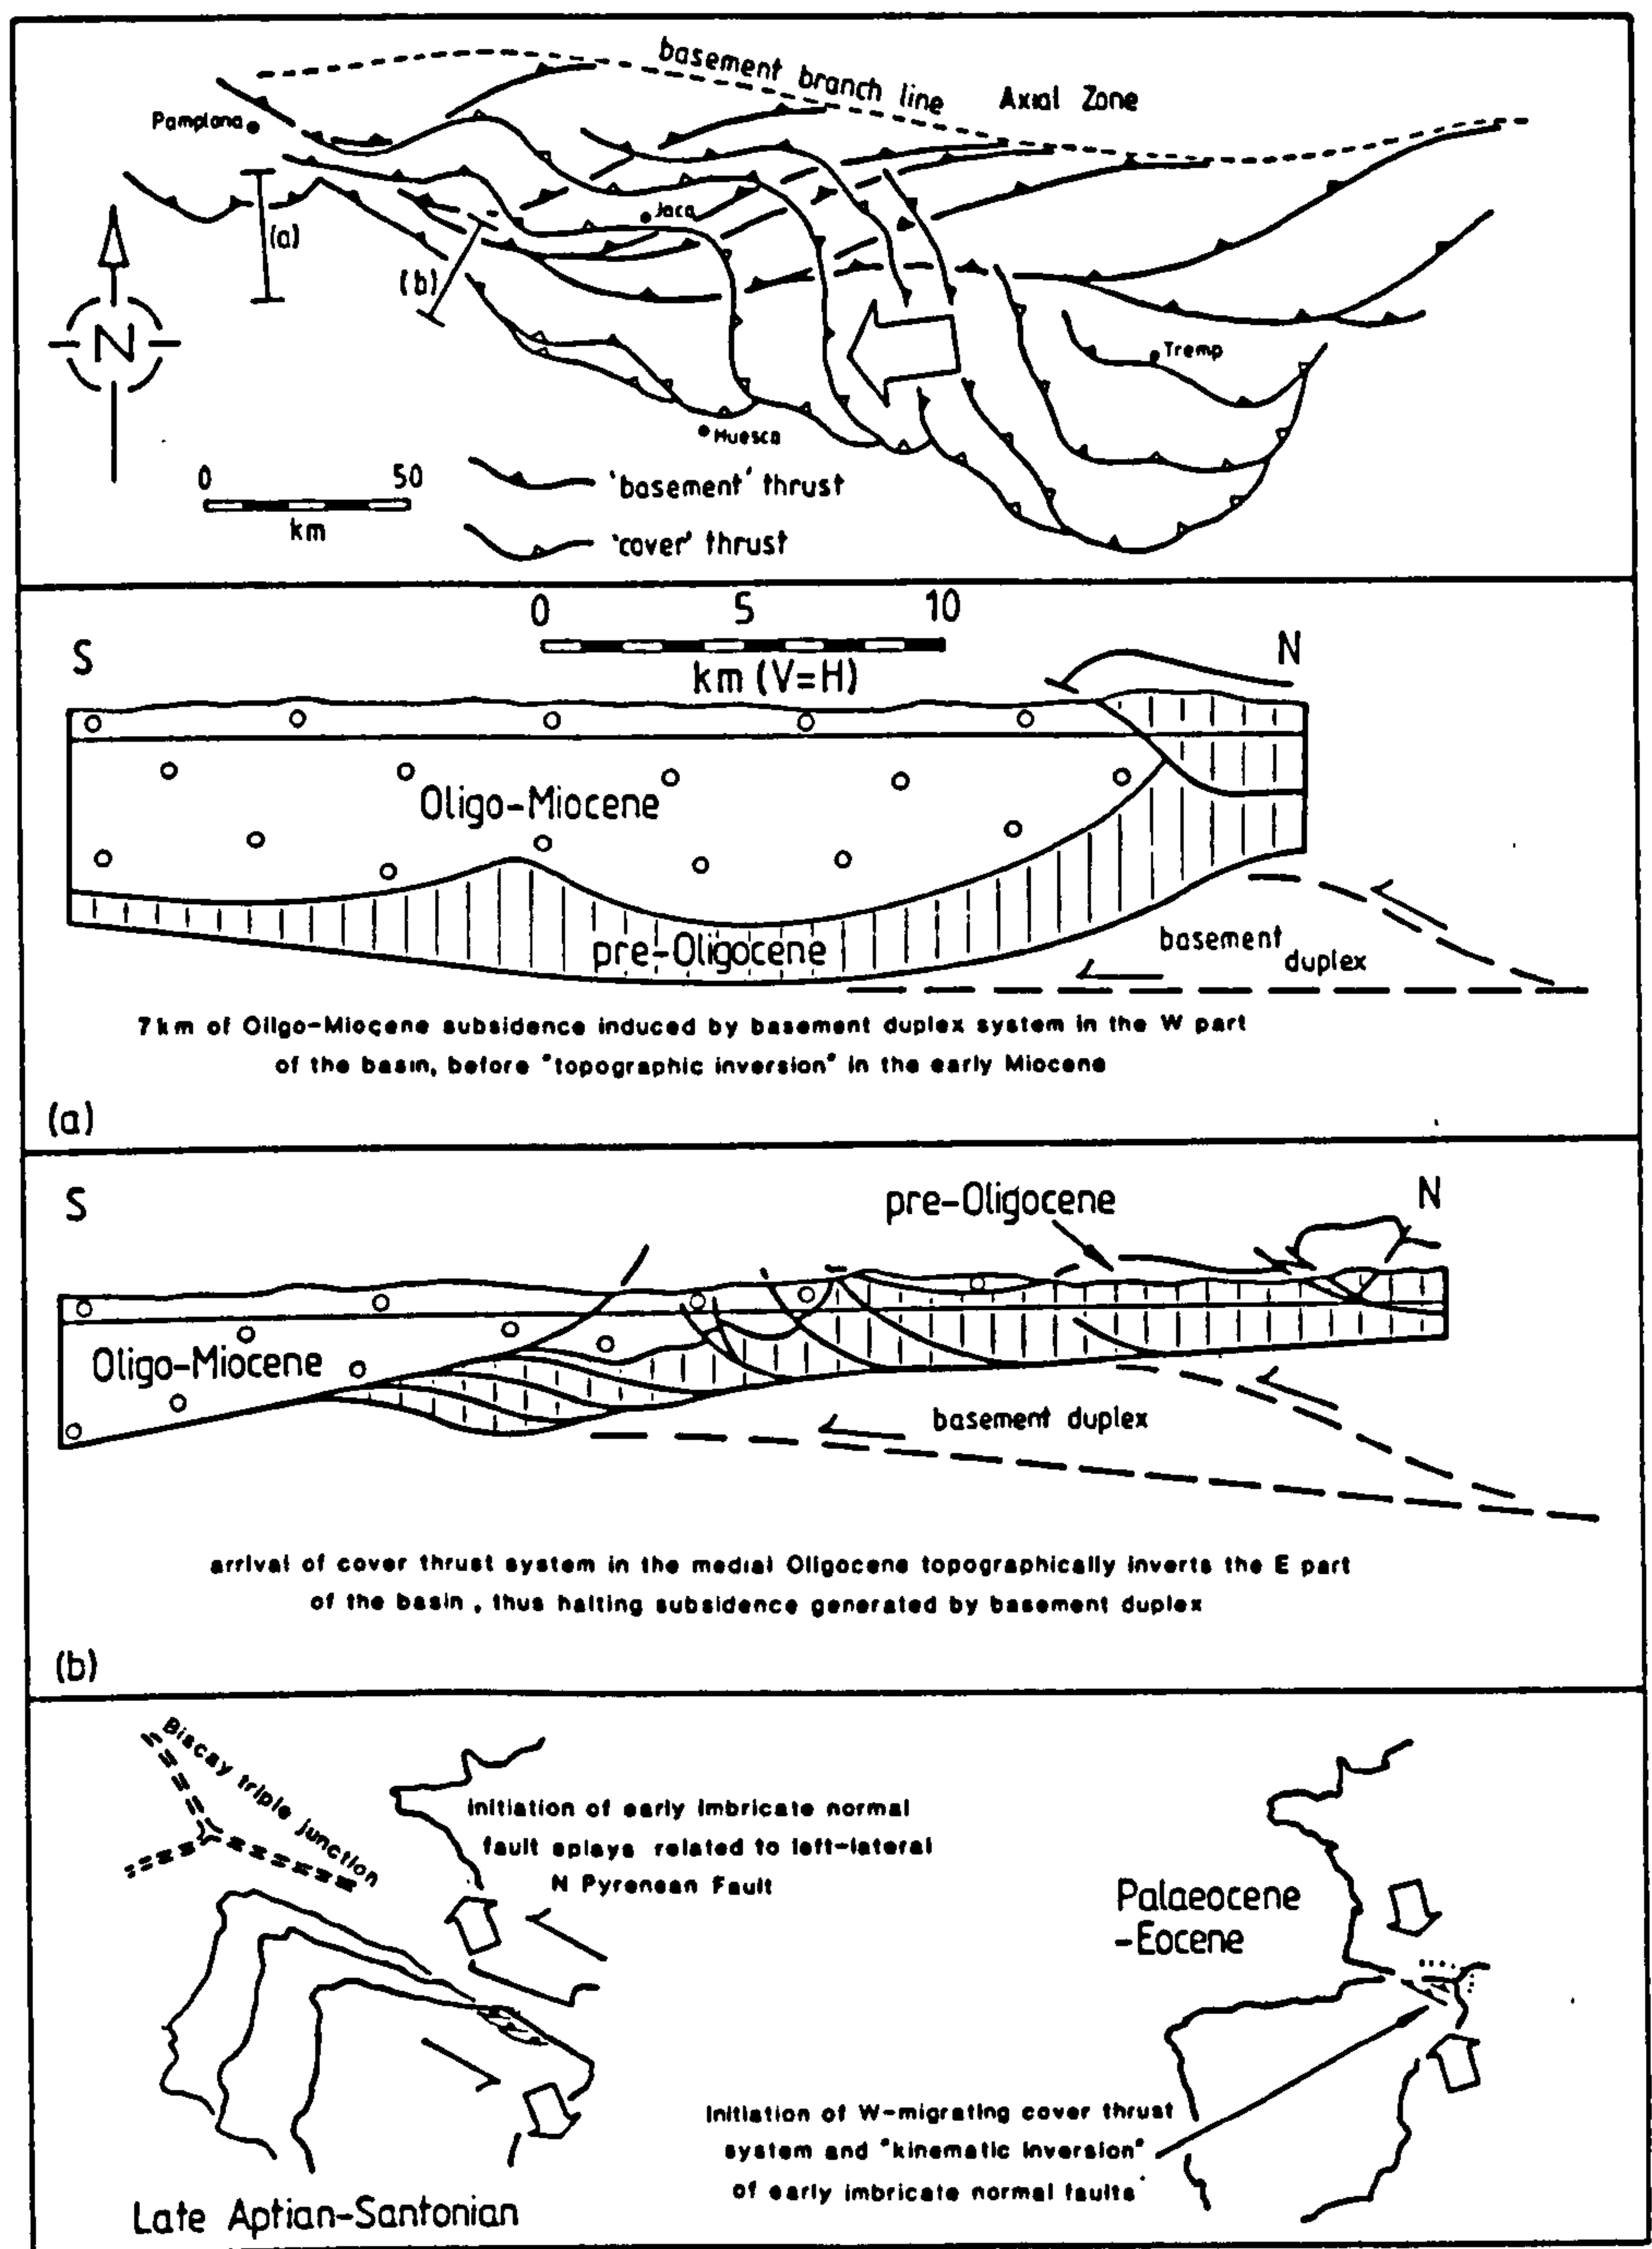 basement branch line
Axial Zone
Pamplona
(a)
Jaca
(b)
N
Tremp
Huesca
0 50
km
'basement' thrust
'cover' thrust
0 5 10
km (V=H)
S
N
Oligo-Miocene
pre-Oligocene
basement
duplex
7km of Oligo-Miocene subsidence induced by basement duplex system in the W part
of the basin, before "topographic inversion" in the early Miocene
(a)
S
pre-Oligocene
N
Oligo-Miocene
basement duplex
arrival of cover thrust system in the medial Oligocene topographically inverts the E part
of the basin, thus halting subsidence generated by basement duplex
(b)
Biscay triple junction
Initiation of early imbricate normal
fault splays related to left-lateral
N Pyrenean Fault
Late Aptian-Santonian
Palaeocene
-Eocene
Initiation of W-migrating cover thrust
system and "kinematic inversion"
of early imbricate normal faults